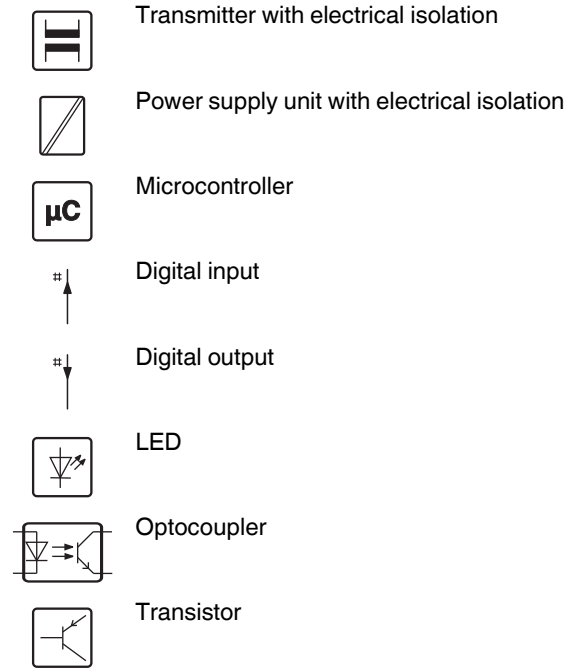 Transmitter with electrical isolation
Power supply unit with electrical isolation
µC
Microcontroller
#
Digital input
#
Digital output
LED
Optocoupler
Transistor